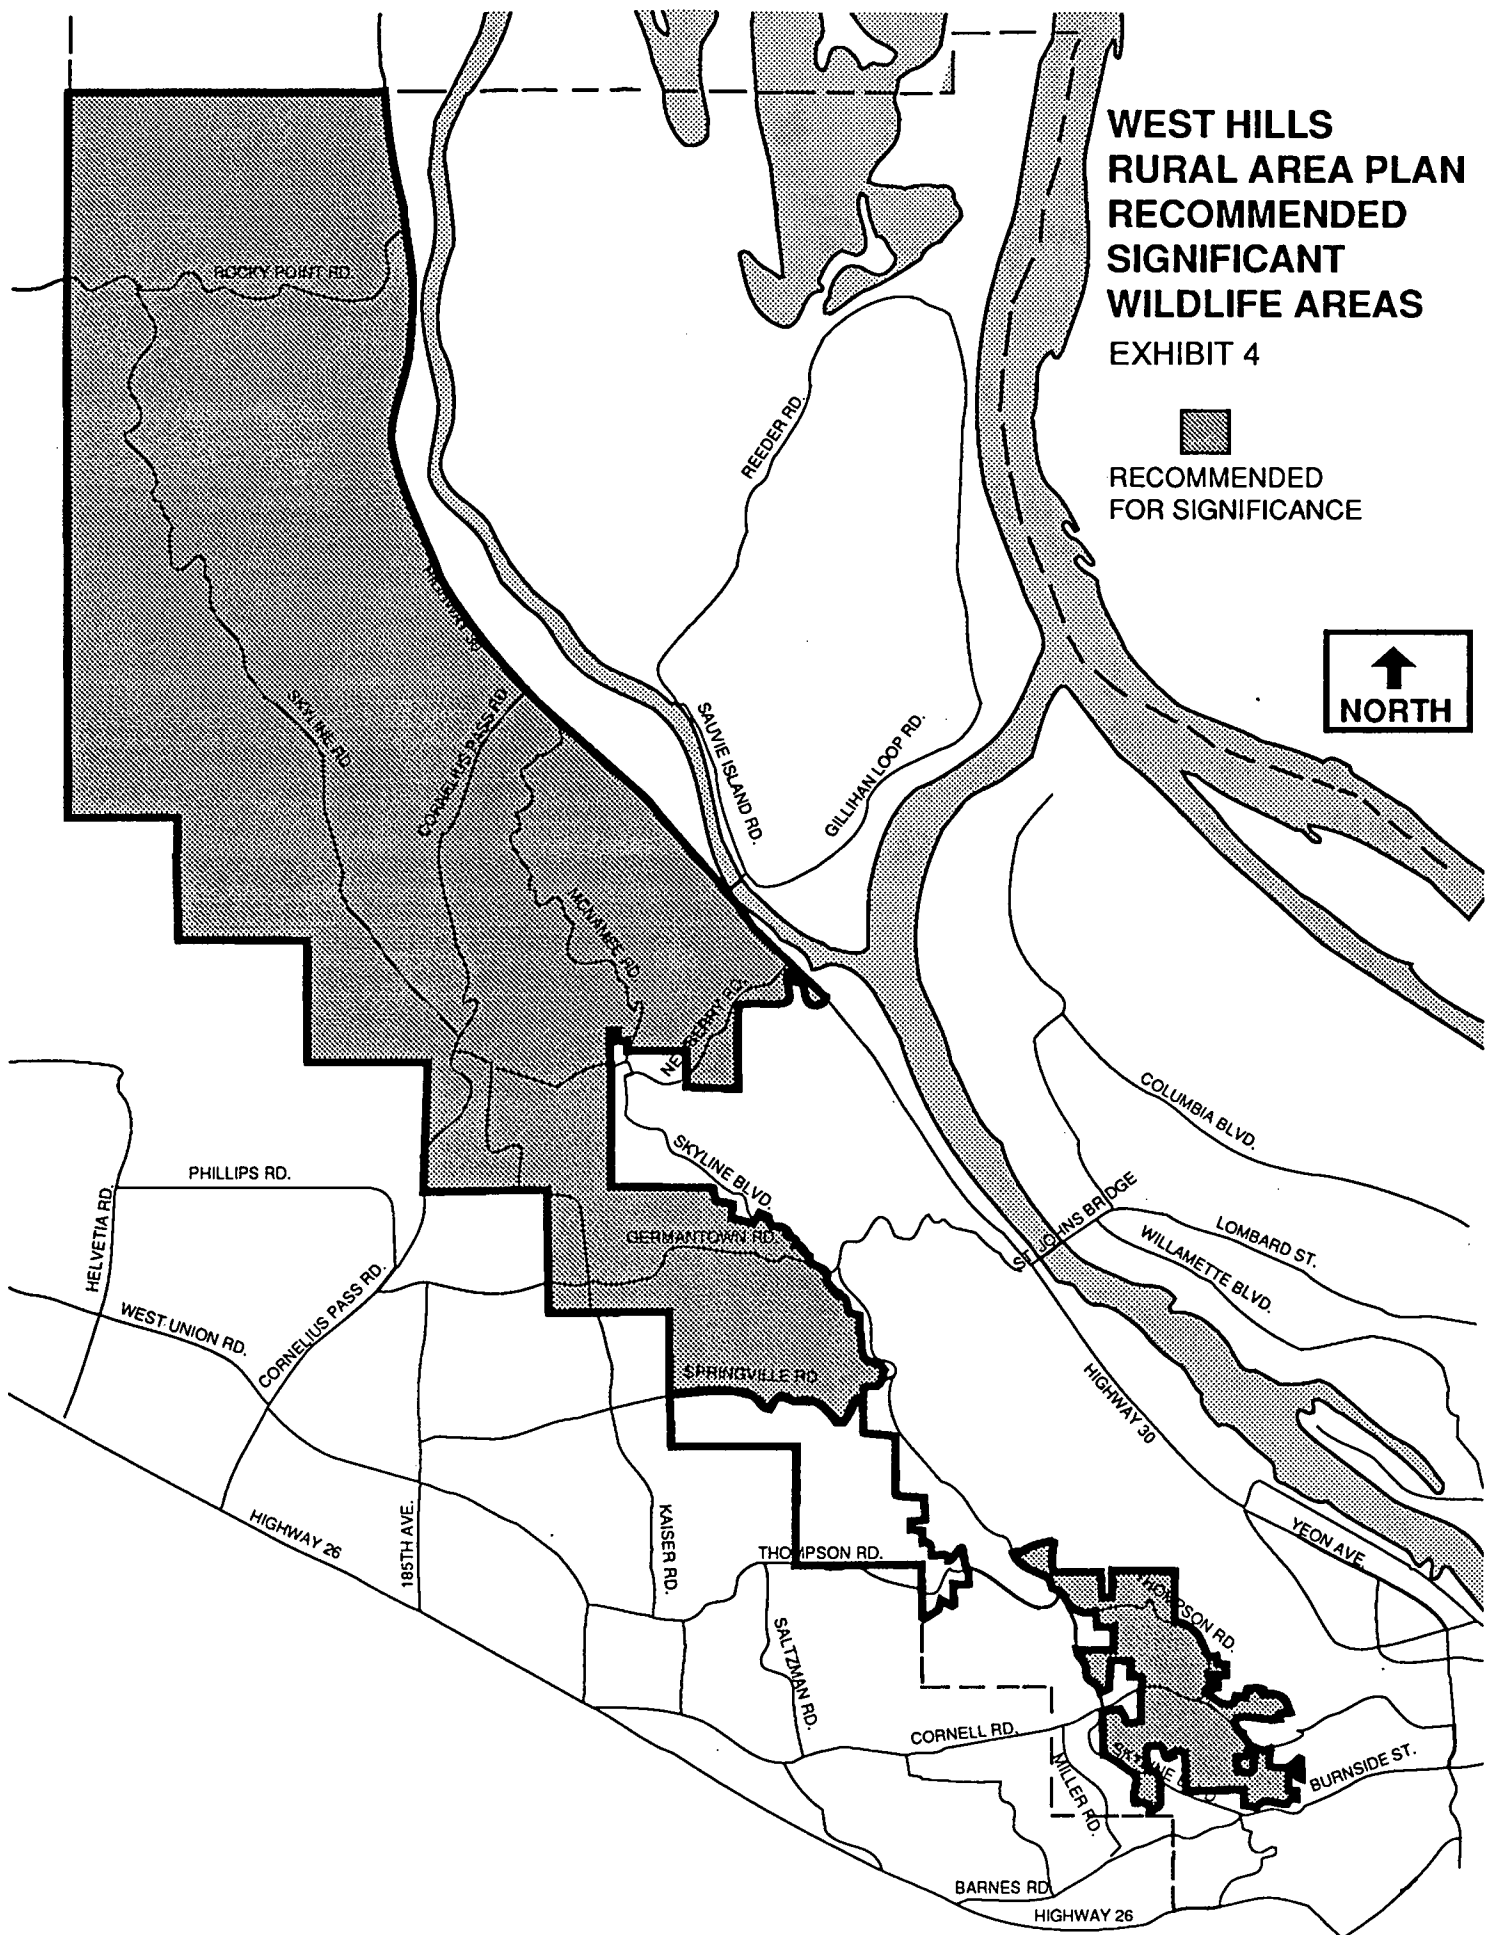 WEST HILLS
RURAL AREA PLAN
RECOMMENDED
SIGNIFICANT
WILDLIFE AREAS
EXHIBIT 4
RECOMMENDED
FOR SIGNIFICANCE
NORTH
ROCKY POINT RD.
REEDER RD.
SKYLINE RD.
CORNELIUS PASS RD.
SAUVIE ISLAND RD.
GILLIHAN LOOP RD.
MCNAMEE RD.
NEWBERRY RD.
COLUMBIA BLVD.
SKYLINE BLVD.
PHILLIPS RD.
HELVETIA RD.
ST. JOHNS BRIDGE
LOMBARD ST.
WILLAMETTE BLVD.
GERMANTOWN RD.
WEST UNION RD.
CORNELIUS PASS RD.
SPRINGVILLE RD.
HIGHWAY 30
HIGHWAY 26
185TH AVE.
KAISER RD.
THOMPSON RD.
YEON AVE.
THOMPSON RD.
SALTZMAN RD.
CORNELL RD.
MILLER RD.
BURNSIDE ST.
BARNES RD.
HIGHWAY 26